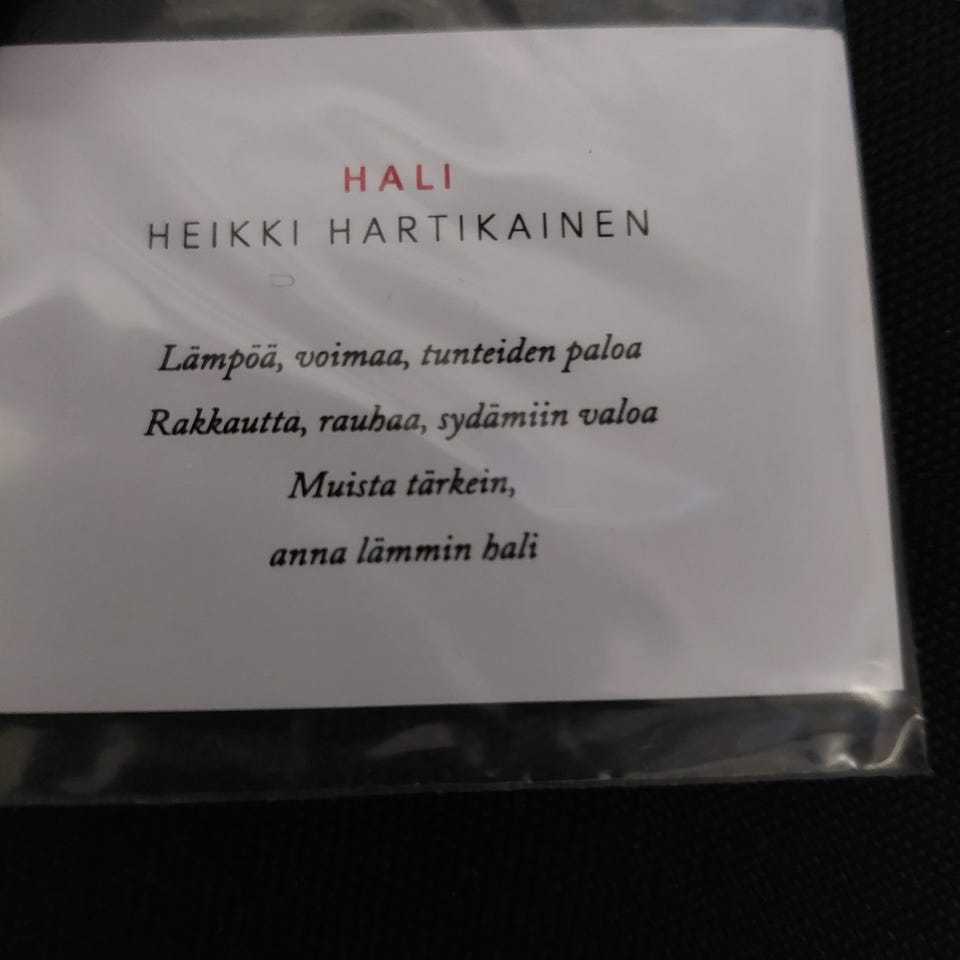 HALI
HEIKKI HARTIKAINEN
Lämpöä, voimaa, tunteiden paloa
Rakkautta, rauhaa, sydämiin valoa
Muista tärkein,
anna lämmin hali